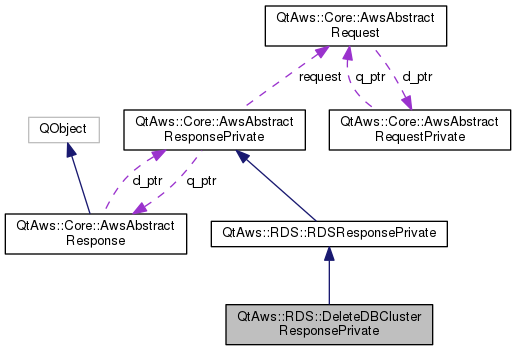 QtAws::Core::AwsAbstract
Request
request
q_ptr
d_ptr
QObject
QtAws::Core::AwsAbstract
ResponsePrivate
QtAws::Core::AwsAbstract
RequestPrivate
d_ptr
q_ptr
QtAws::Core::AwsAbstract
Response
QtAws::RDS::RDSResponsePrivate
QtAws::RDS::DeleteDBCluster
ResponsePrivate